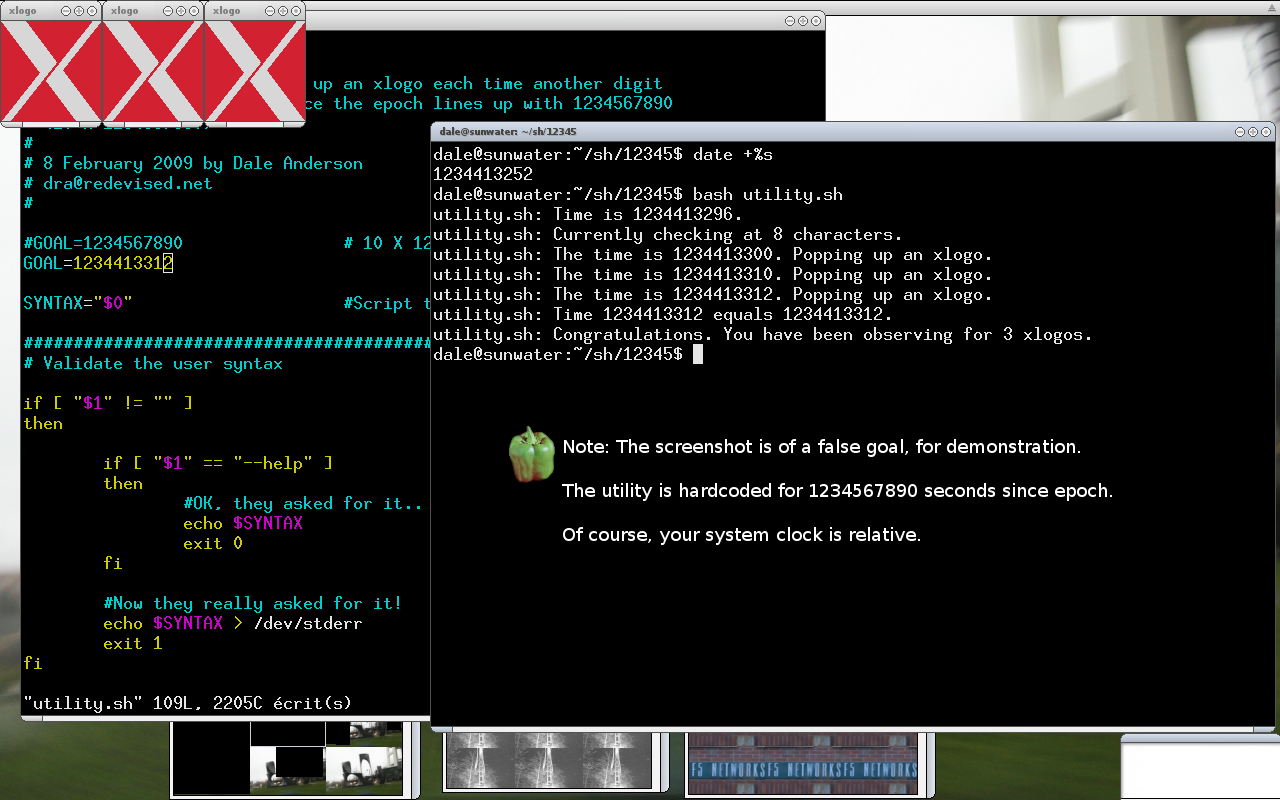 xlogo
xlogo
xlogo
up an xlogo each time another digit
ce the epoch lines up with 1234567890
#
# 8 February 2009 by Dale Anderson
# dra@redevised.net
#
#GOAL=1234567890 # 10 X 12
GOAL=1234413312
SYNTAX="$0" #Script t
##########################################
# Validate the user syntax
if [ "$1" != "" ]
then
if [ "$1" == "--help" ]
then
#OK, they asked for it..
echo $SYNTAX
exit 0
fi
#Now they really asked for it!
echo $SYNTAX > /dev/stderr
exit 1
fi
"utility.sh" 109L, 2205C écrit(s)
dale@sunwater: ~/sh/12345
dale@sunwater:~/sh/12345$ date +%s
1234413252
dale@sunwater:~/sh/12345$ bash utility.sh
utility.sh: Time is 1234413296.
utility.sh: Currently checking at 8 characters.
utility.sh: The time is 1234413300. Popping up an xlogo.
utility.sh: The time is 1234413310. Popping up an xlogo.
utility.sh: The time is 1234413312. Popping up an xlogo.
utility.sh: Time 1234413312 equals 1234413312.
utility.sh: Congratulations. You have been observing for 3 xlogos.
dale@sunwater:~/sh/12345$
Note: The screenshot is of a false goal, for demonstration.
The utility is hardcoded for 1234567890 seconds since epoch.
Of course, your system clock is relative.
F5 NETWORKS F5 NETWORKS F5 NETWORKS